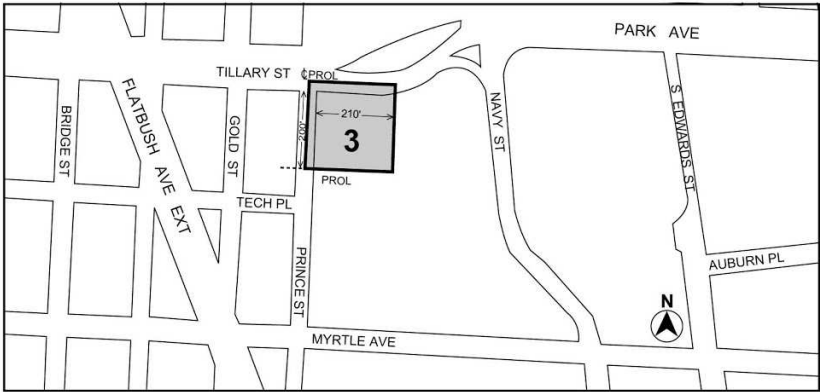 PARK AVE
TILLARY ST
℄PROL
FLATBUSH AVE EXT
BRIDGE ST
GOLD ST
200'
210'
3
NAVY ST
S EDWARDS ST
PROL
TECH PL
PRINCE ST
AUBURN PL
N
MYRTLE AVE